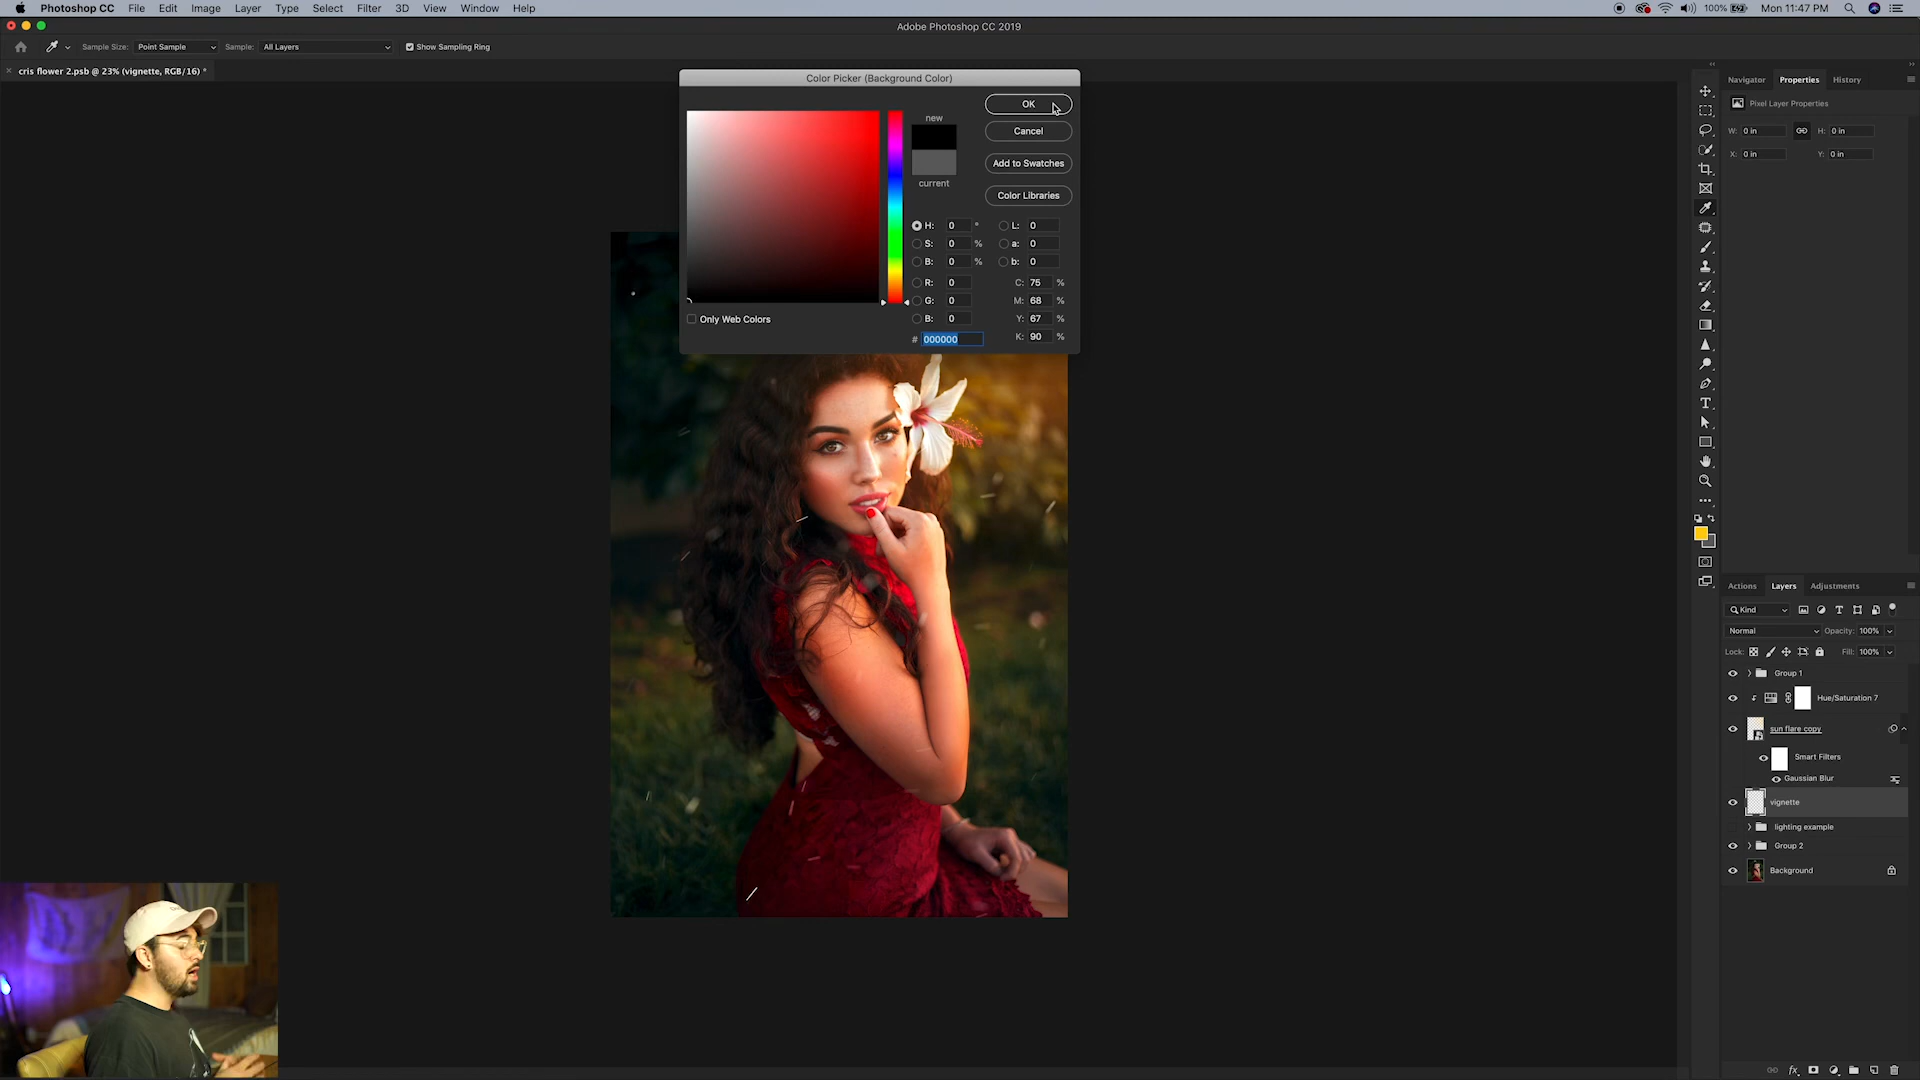 Photoshop CC File Edit Image Layer Type Select Filter 3D View Window Help 100% Mon 11:47 PM
Adobe Photoshop CC 2019
Sample Size: Point Sample Sample: All Layers Show Sampling Ring
cris flower 2.psb @ 23% (vignette, RGB/16) *
Color Picker (Background Color)
OK
new
Cancel
Add to Swatches
current
Color Libraries
H: 0 ° L: 0
S: 0 % a: 0
B: 0 % b: 0
R: 0 C: 75 %
G: 0 M: 68 %
B: 0 Y: 67 %
Only Web Colors
# 000000 K: 90 %
Navigator Properties History
Pixel Layer Properties
W: 0 in H: 0 in
X: 0 in Y: 0 in
Actions Layers Adjustments
Kind
Normal Opacity: 100%
Lock: Fill: 100%
Group 1
Hue/Saturation 7
sun flare copy
Smart Filters
Gaussian Blur
vignette
lighting example
Group 2
Background
fx